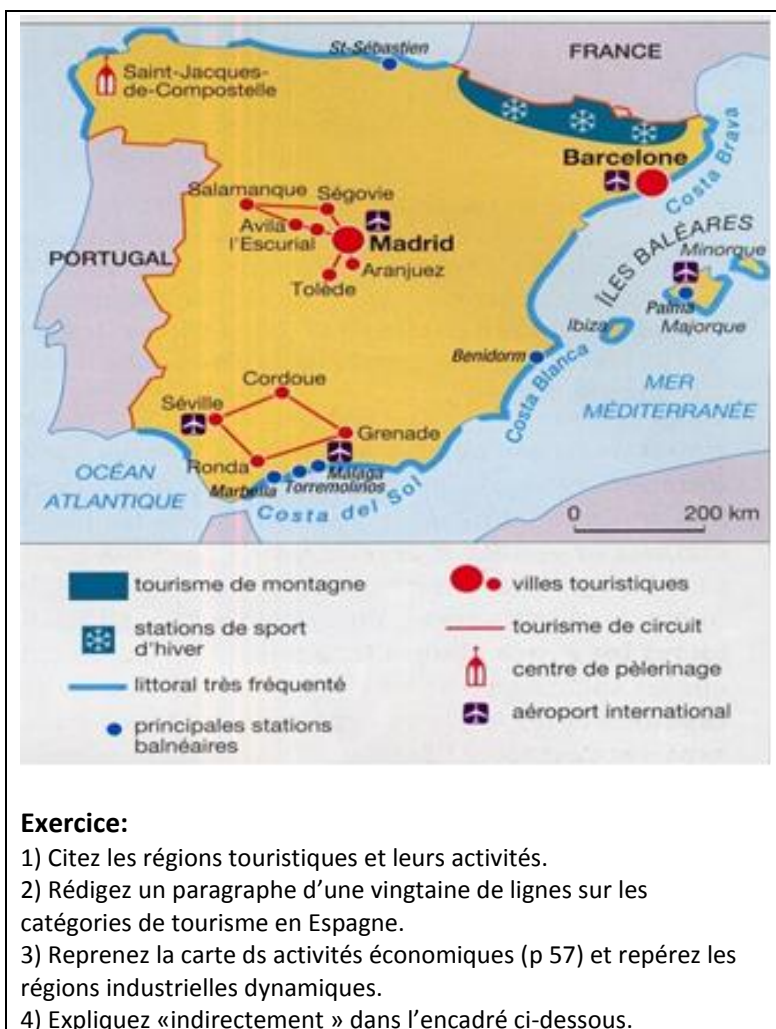 St-Sébastien
FRANCE
Saint-Jacques-
de-Compostelle
Barcelone
Costa Brava
Salamanque
Ségovie
Avila
l'Escurial
Madrid
Aranjuez
Tolède
PORTUGAL
ÎLES BALÉARES
Minorque
Palma
Majorque
Ibiza
Benidorm
Costa Blanca
MER
MÉDITERRANÉE
Cordoue
Séville
Grenade
Ronda
Malaga
Marbella
Torremolinos
Costa del Sol
OCÉAN
ATLANTIQUE
0 200 km
tourisme de montagne
stations de sport
d'hiver
littoral très fréquenté
principales stations
balnéaires
villes touristiques
tourisme de circuit
centre de pèlerinage
aéroport international
Exercice:
1) Citez les régions touristiques et leurs activités.
2) Rédigez un paragraphe d'une vingtaine de lignes sur les
catégories de tourisme en Espagne.
3) Reprenez la carte ds activités économiques (p 57) et repérez les
régions industrielles dynamiques.
4) Expliquez «indirectement » dans l'encadré ci-dessous.